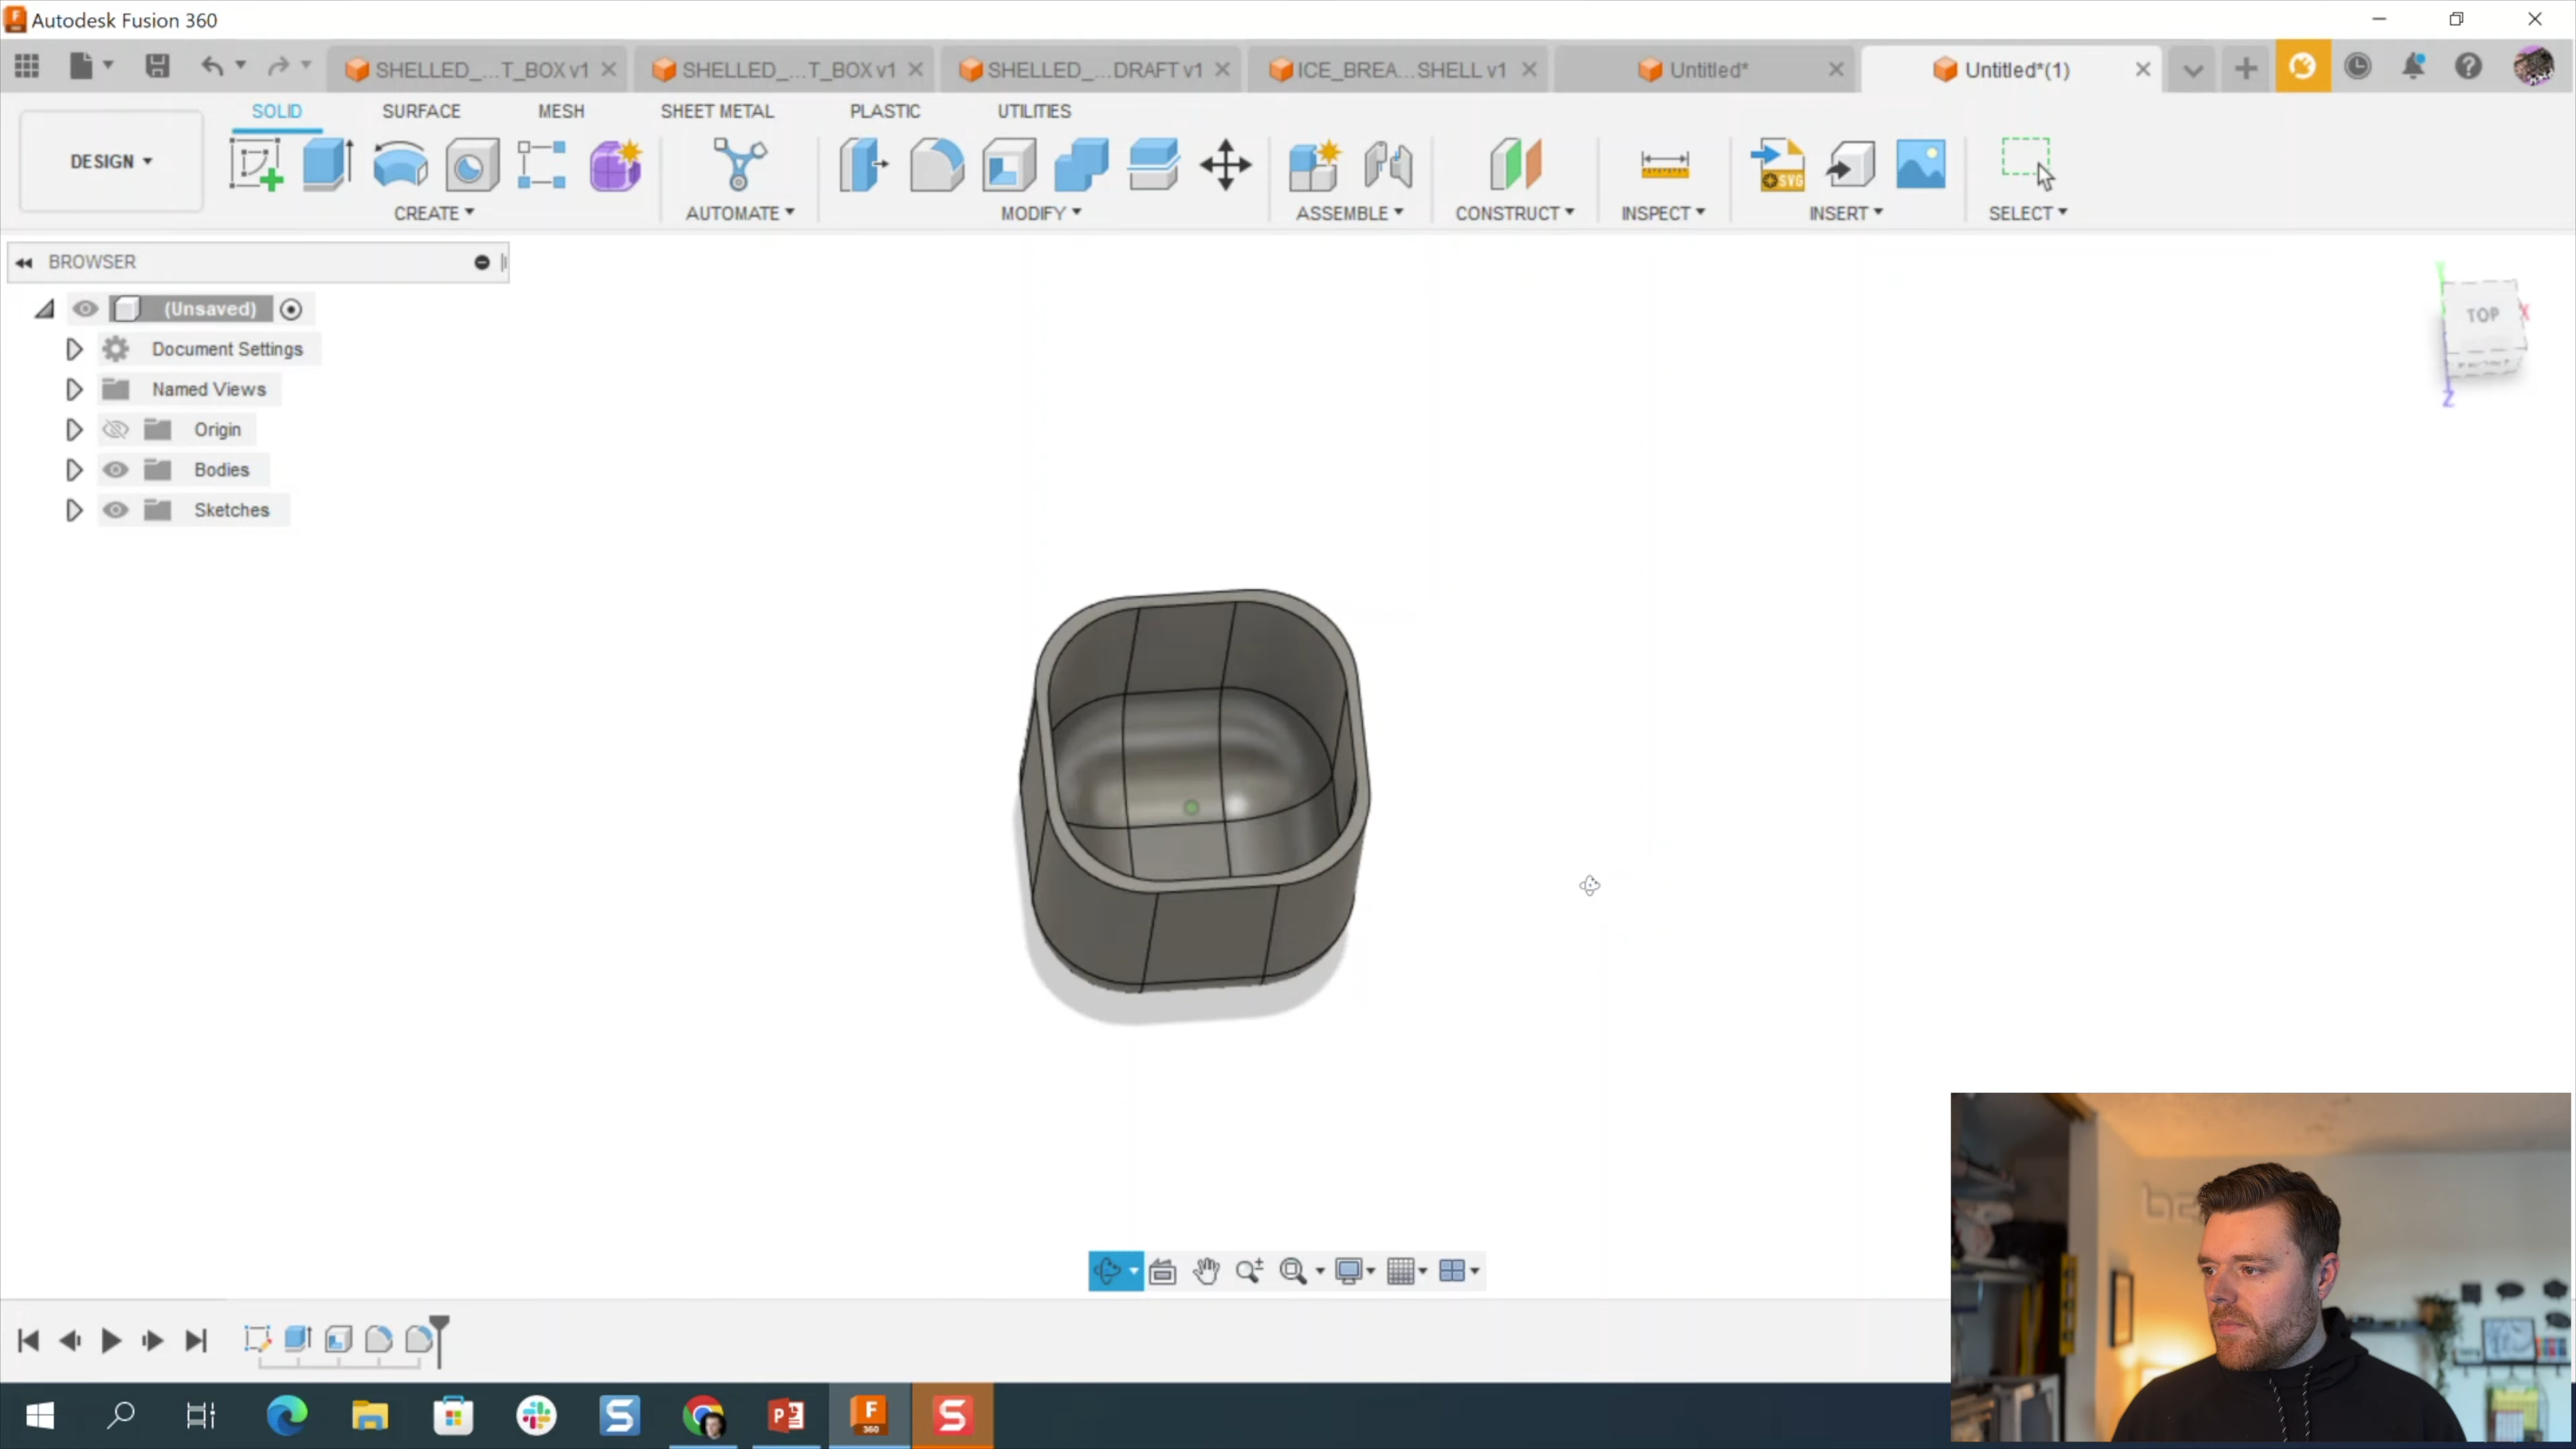 Autodesk Fusion 360
SHELLED_...T_BOX v1
SHELLED_...T_BOX v1
SHELLED_...DRAFT v1
ICE_BREA...SHELL v1
Untitled*
Untitled*(1)
SOLID
SURFACE
MESH
SHEET METAL
PLASTIC
UTILITIES
DESIGN
SVG
CREATE
AUTOMATE
MODIFY
ASSEMBLE
CONSTRUCT
INSPECT
INSERT
SELECT
BROWSER
(Unsaved)
Document Settings
Named Views
Origin
Bodies
Sketches
TOP
X
Z
F
360